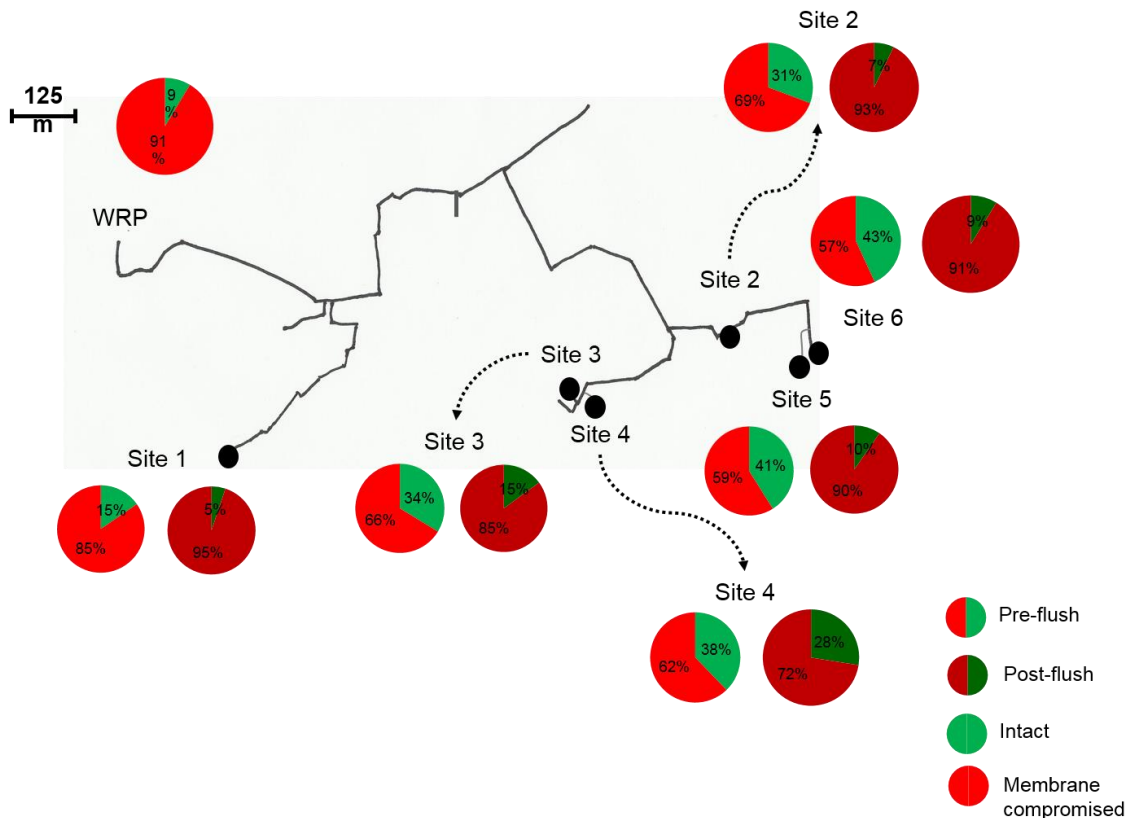 Site 2
31%
69%
7%
93%
125
m
9
%
91
%
WRP
43%
57%
9%
91%
Site 2
Site 6
Site 3
Site 5
Site 4
Site 3
Site 1
41%
59%
10%
90%
34%
66%
15%
85%
15%
85%
5%
95%
Site 4
38%
62%
28%
72%
Pre-flush
Post-flush
Intact
Membrane
compromised